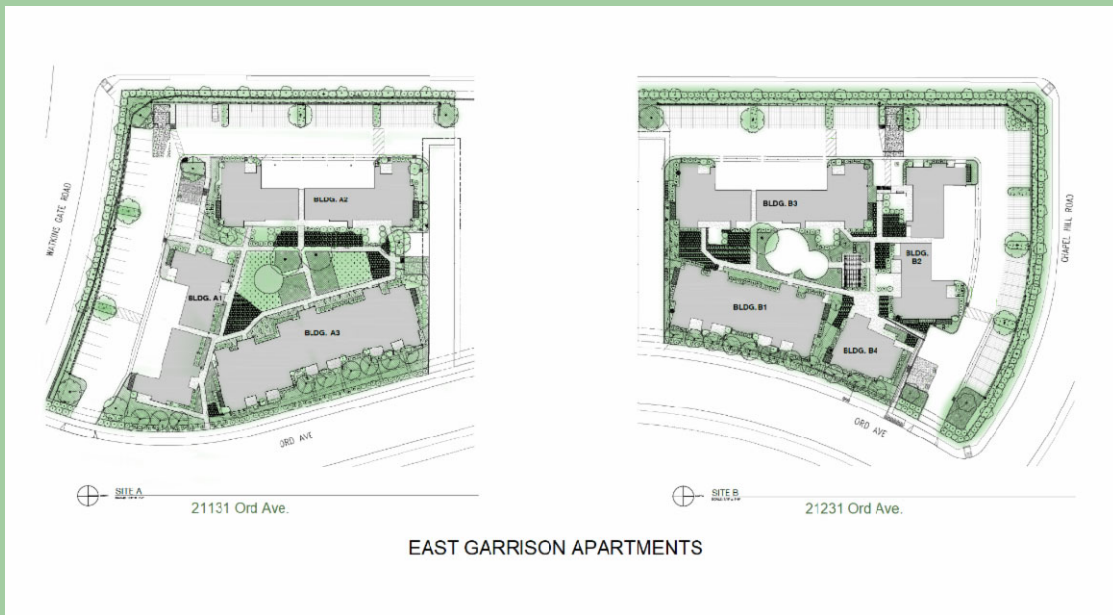 WATKINS GATE ROAD
BLDG. A2
BLDG. A1
BLDG. A3
ORD AVE
SITE A
21131 Ord Ave.
BLDG. B3
BLDG.
B2
BLDG. B1
BLDG. B4
CHAPEL HILL ROAD
ORD AVE
SITE B
21231 Ord Ave.
EAST GARRISON APARTMENTS